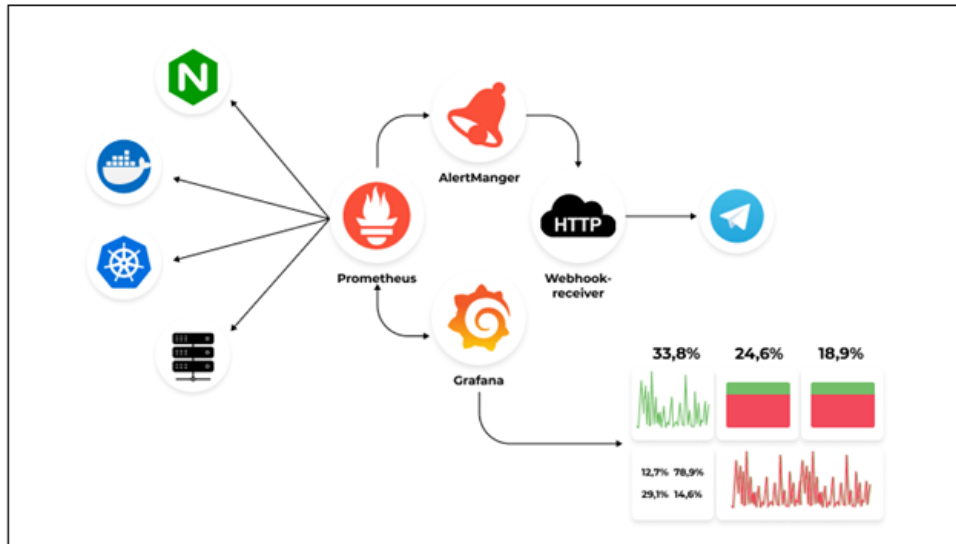 N
AlertManger
HTTP
Prometheus
Webhook-
receiver
Grafana
33,8% 24,6% 18,9%
12,7% 78,9%
29,1% 14,6%